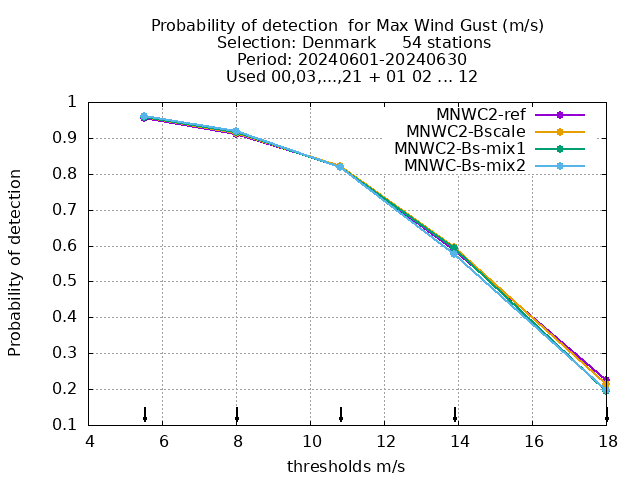 Probability of detection  for Max Wind Gust (m/s)
Selection: Denmark     54 stations
Period: 20240601-20240630
Used 00,03,...,21 + 01 02 ... 12
MNWC2-ref
MNWC2-Bscale
MNWC2-Bs-mix1
MNWC-Bs-mix2
Probability of detection
1
0.9
0.8
0.7
0.6
0.5
0.4
0.3
0.2
0.1
4 6 8 10 12 14 16 18
thresholds m/s